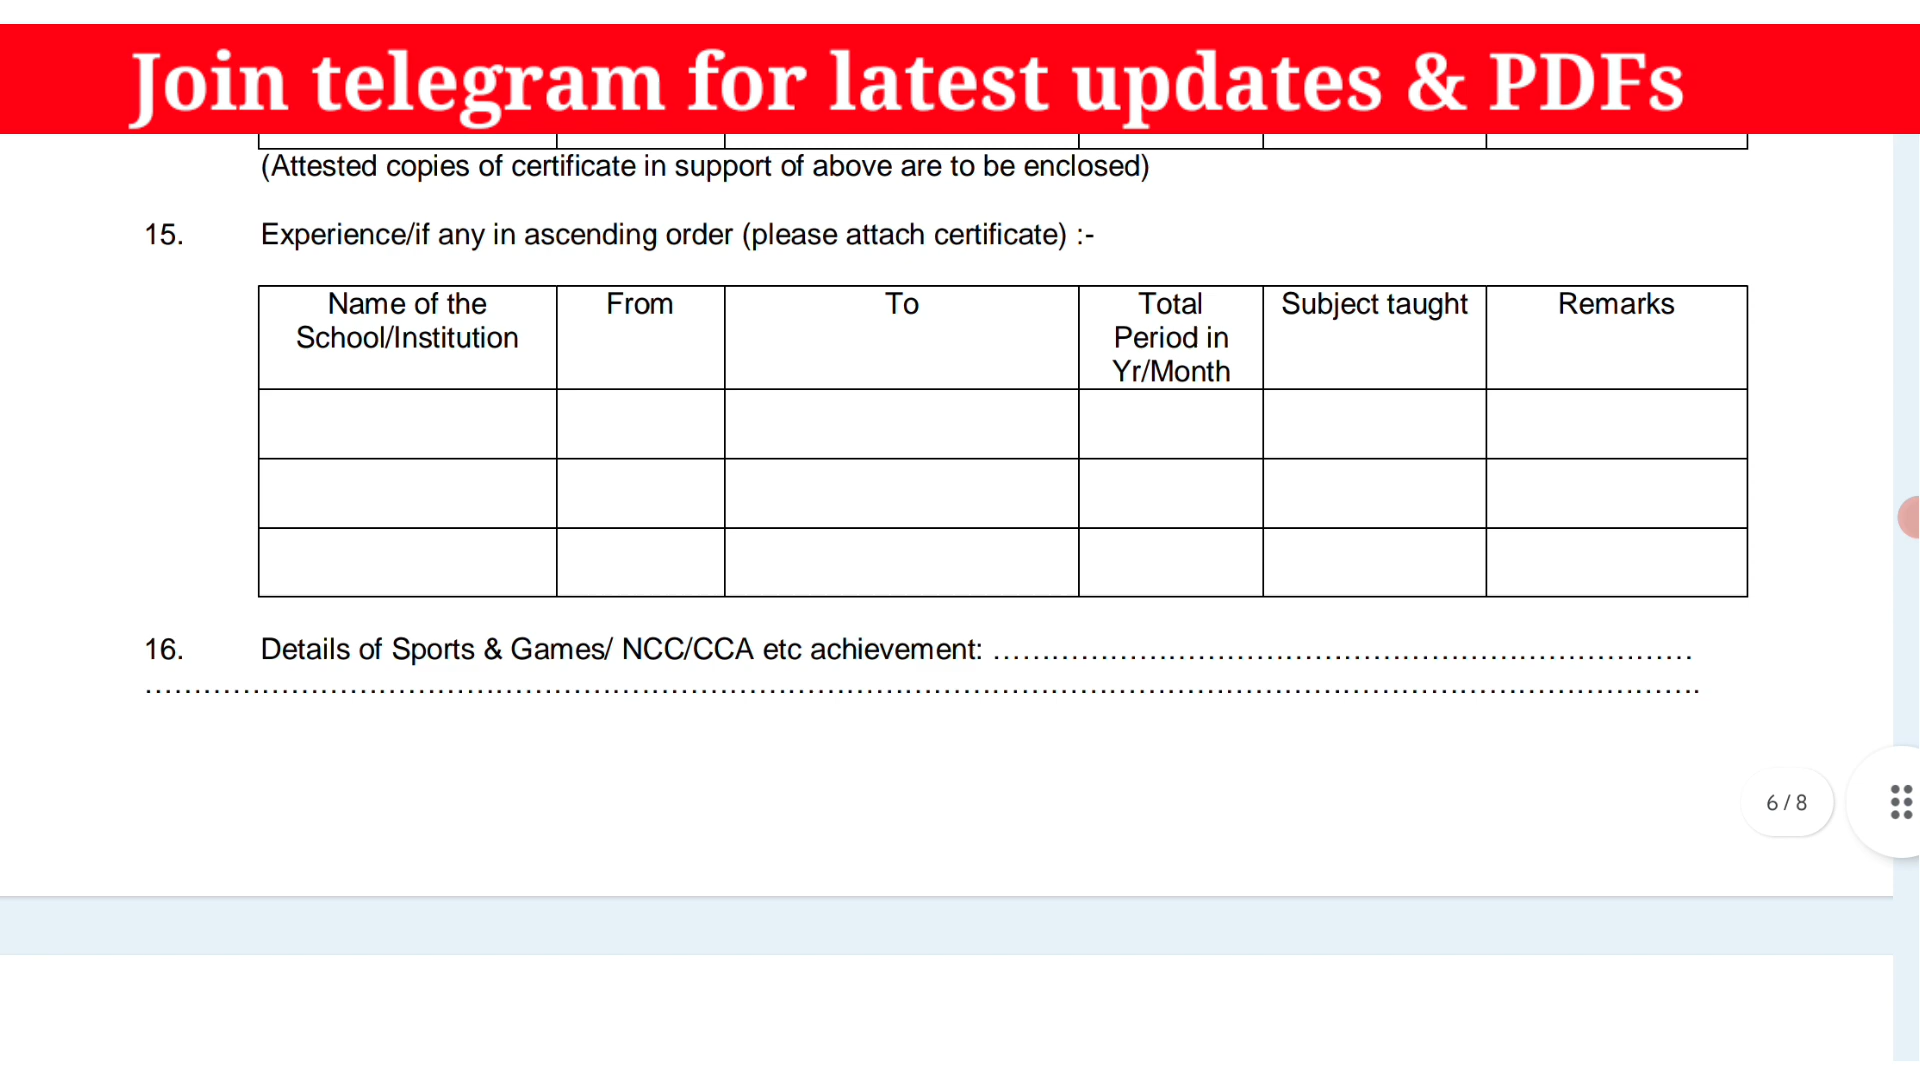 Join telegram for latest updates & PDFs
(Attested copies of certificate in support of above are to be enclosed)
15. Experience/if any in ascending order (please attach certificate) :-
Name of the School/Institution From To Total Period in Yr/Month Subject taught Remarks
16. Details of Sports & Games/ NCC/CCA etc achievement: ……………………………………………………………
………………………………………………………………………………………………………………………………………….
6 / 8